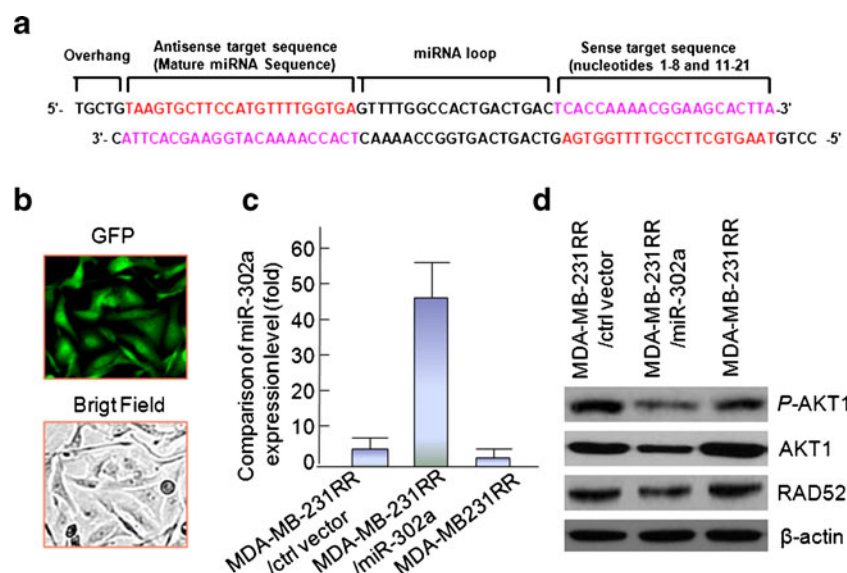 a
Overhang
Antisense target sequence
(Mature miRNA Sequence)
miRNA loop
Sense target sequence
(nucleotides 1-8 and 11-21
5'- TGCTGTAAGTGCTTCCATGTTTTGGTGAGTTTTGGCCACTGACTGACTCACCAAAACGGAAGCACTTA-3'
3'- CATTCACGAAGGTACAAAACCACTCAAAACCGGTGACTGACTGAGTGGTTTTGCCTTCGTGAATGTCC -5'
b
GFP
Brigt Field
c
Comparison of miR-302a
expression level (fold)
60
50
40
30
20
10
0
MDA-MB-231RR
/ctrl vector
MDA-MB-231RR
/miR-302a
MDA-MB231RR
d
MDA-MB-231RR
/ctrl vector
MDA-MB-231RR
/miR-302a
MDA-MB-231RR
P-AKT1
AKT1
RAD52
β-actin